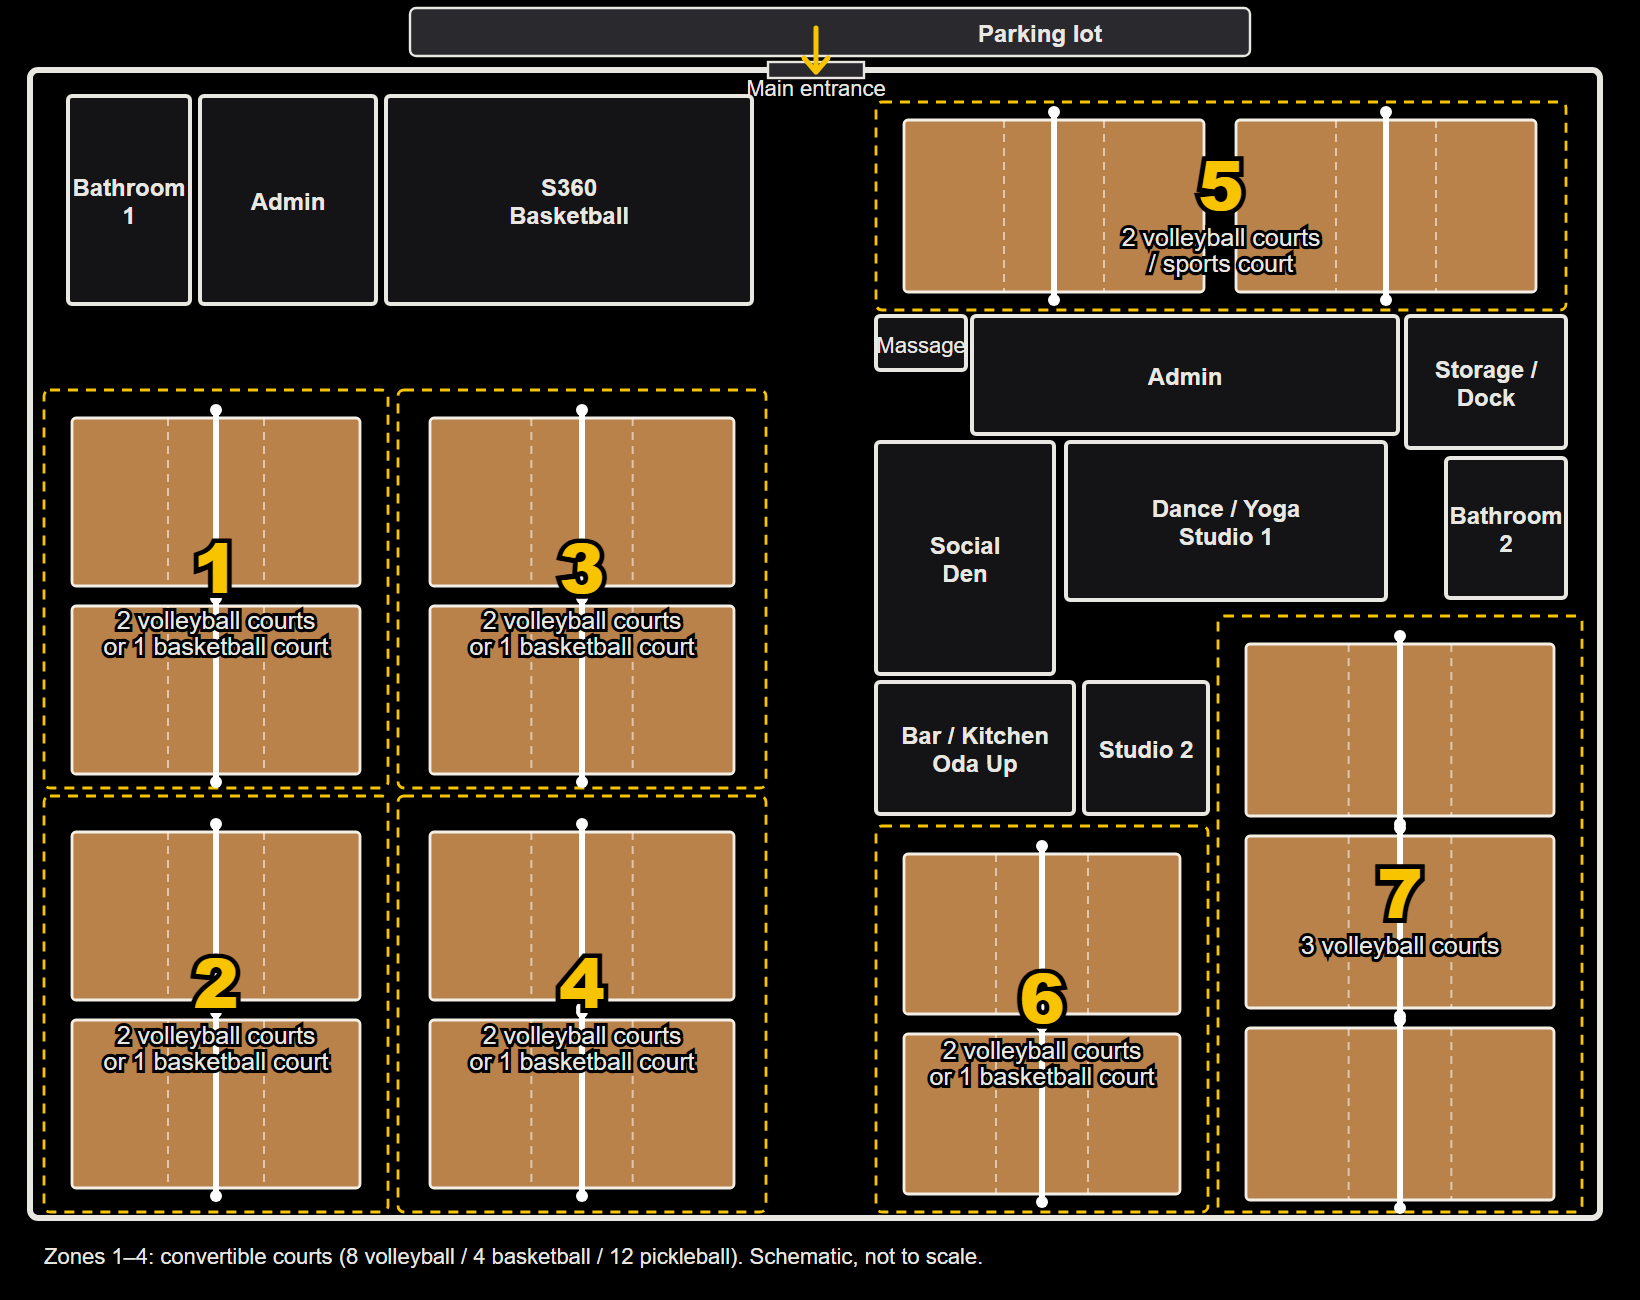 Parking lot
Main entrance
Bathroom
1
Admin
S360
Basketball
5
2 volleyball courts
/ sports court
Massage
Admin
Storage /
Dock
Social
Den
Dance / Yoga
Studio 1
Bathroom
2
1
2 volleyball courts
or 1 basketball court
3
2 volleyball courts
or 1 basketball court
Bar / Kitchen
Oda Up
Studio 2
7
3 volleyball courts
2
2 volleyball courts
or 1 basketball court
4
2 volleyball courts
or 1 basketball court
6
2 volleyball courts
or 1 basketball court
Zones 1–4: convertible courts (8 volleyball / 4 basketball / 12 pickleball). Schematic, not to scale.